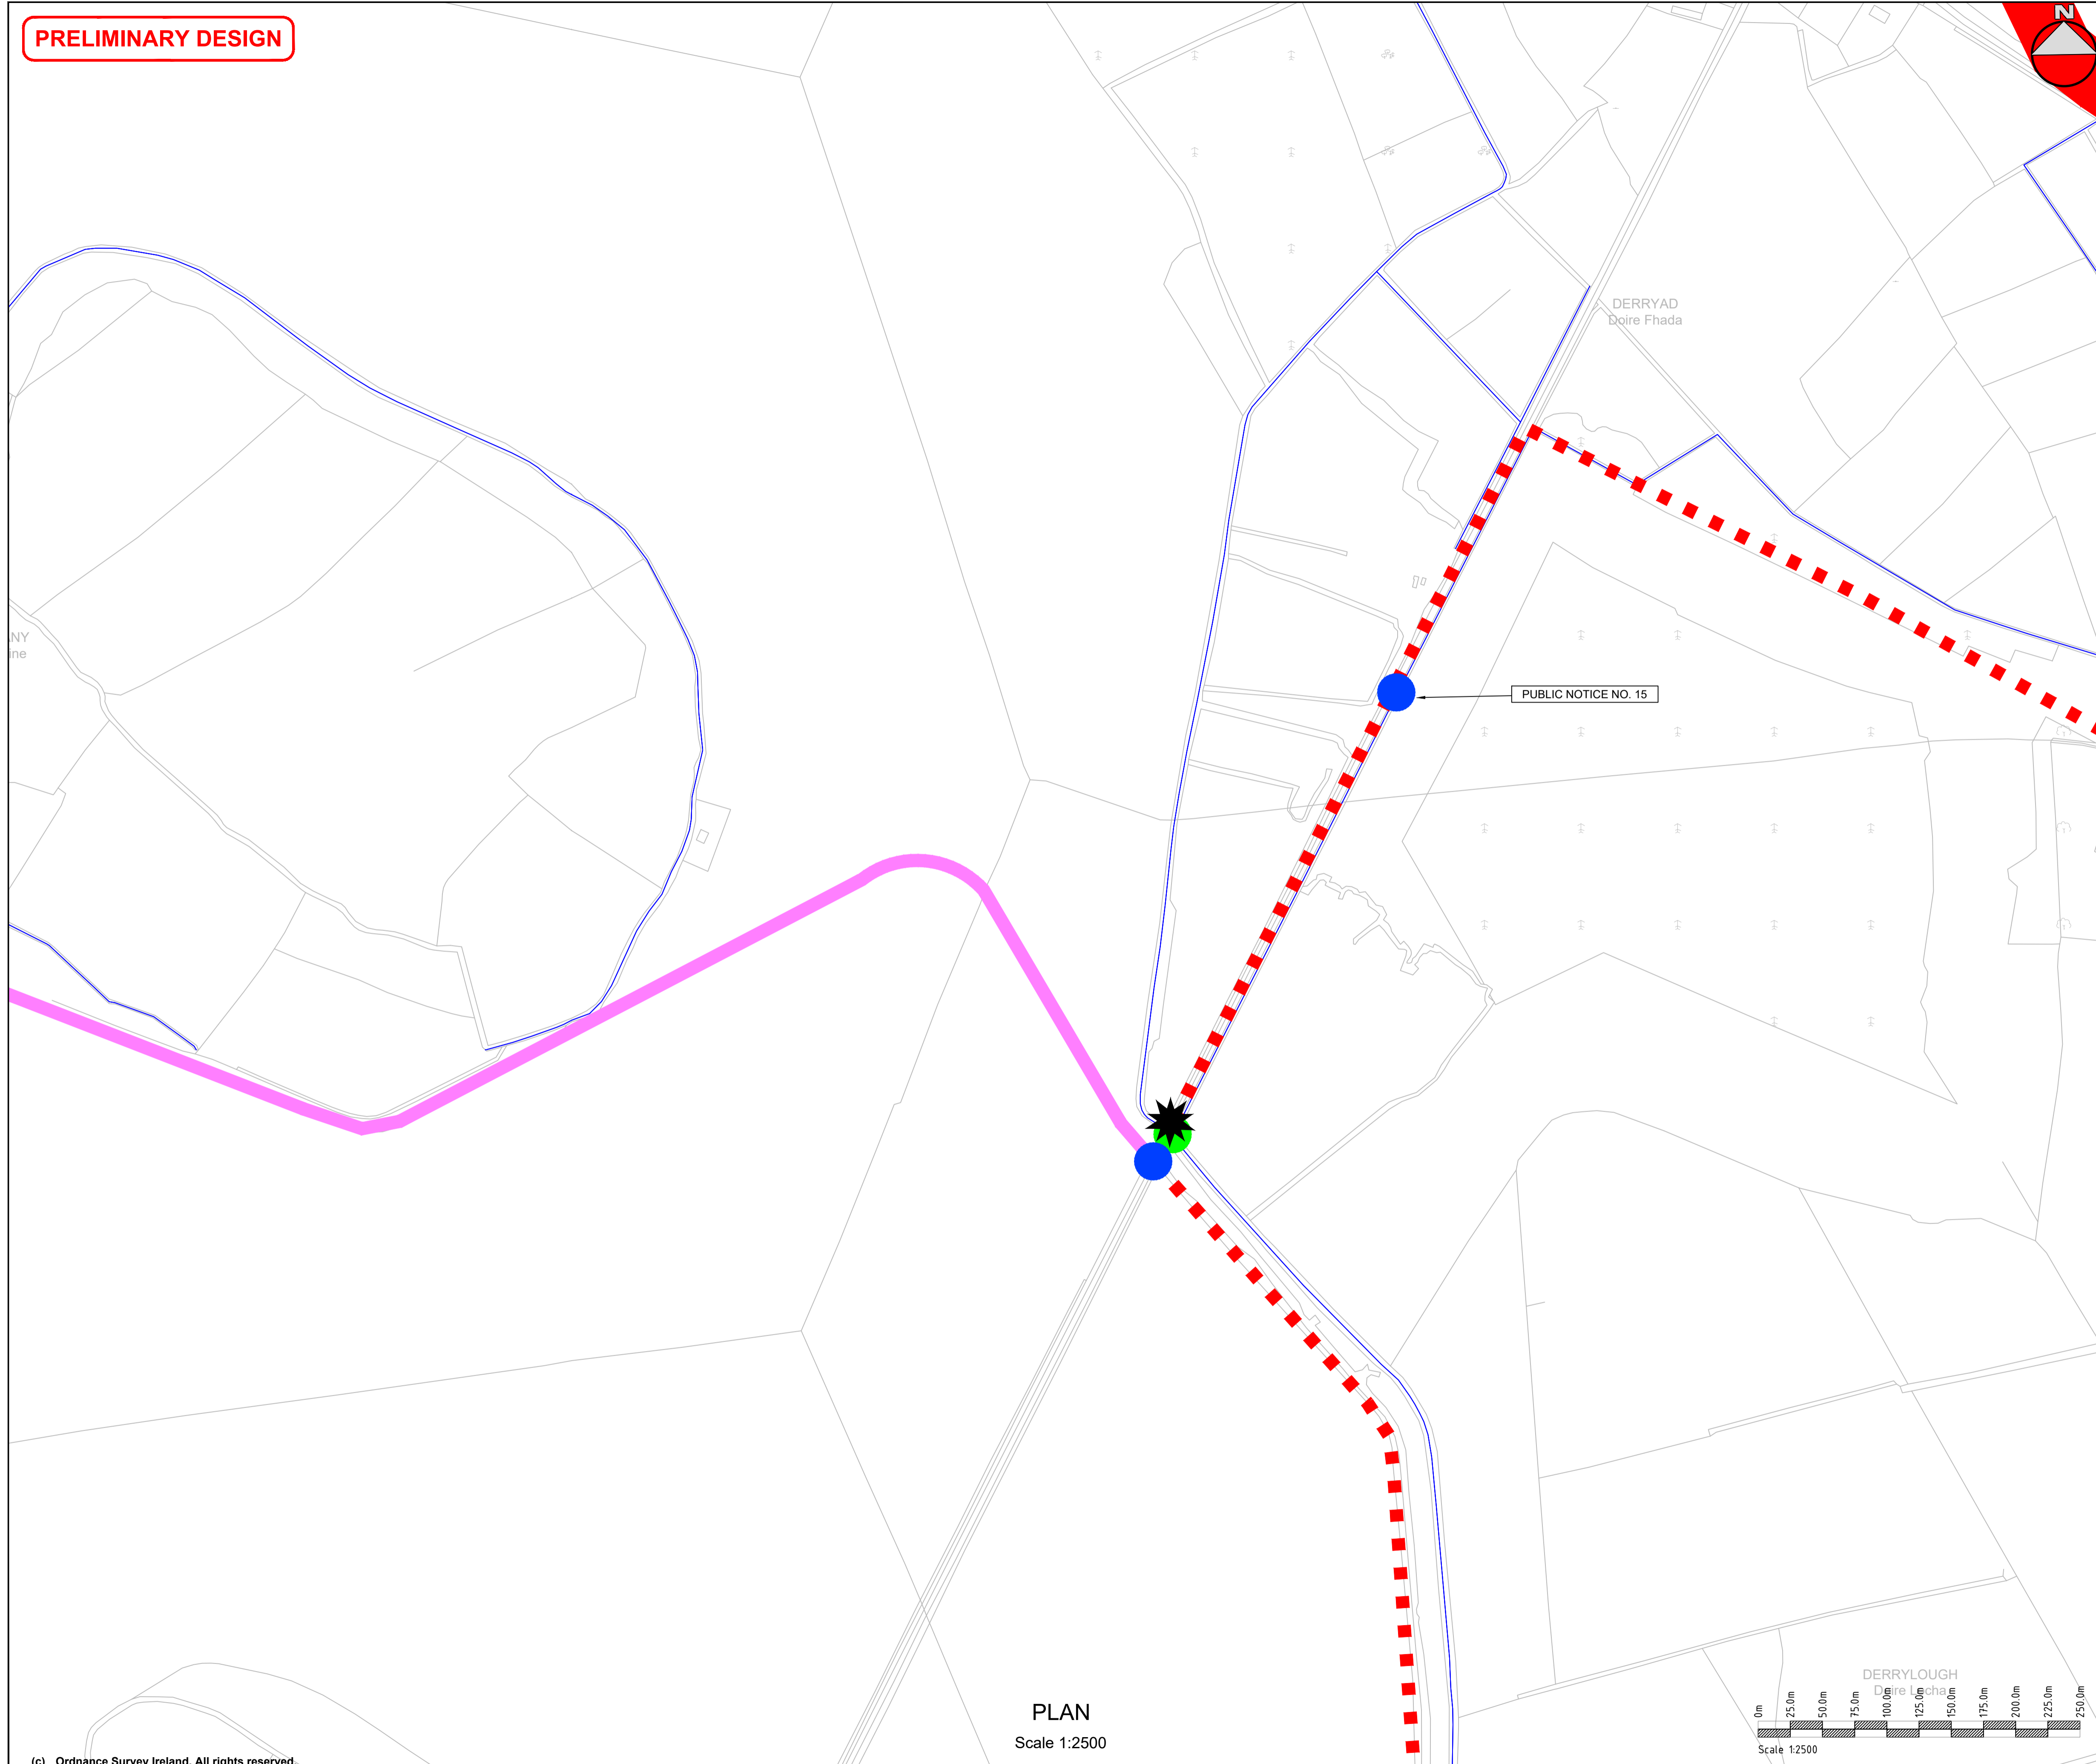 PRELIMINARY DESIGN
N
DERRYAD
Doire Fhada
NY
ine
PUBLIC NOTICE NO. 15
DERRYLOUGH
Doire Locha
PLAN
Scale 1:2500
0m
25.0m
50.0m
75.0m
100.0m
125.0m
150.0m
175.0m
200.0m
225.0m
250.0m
Scale 1:2500
(c) Ordnance Survey Ireland. All rights reserved.